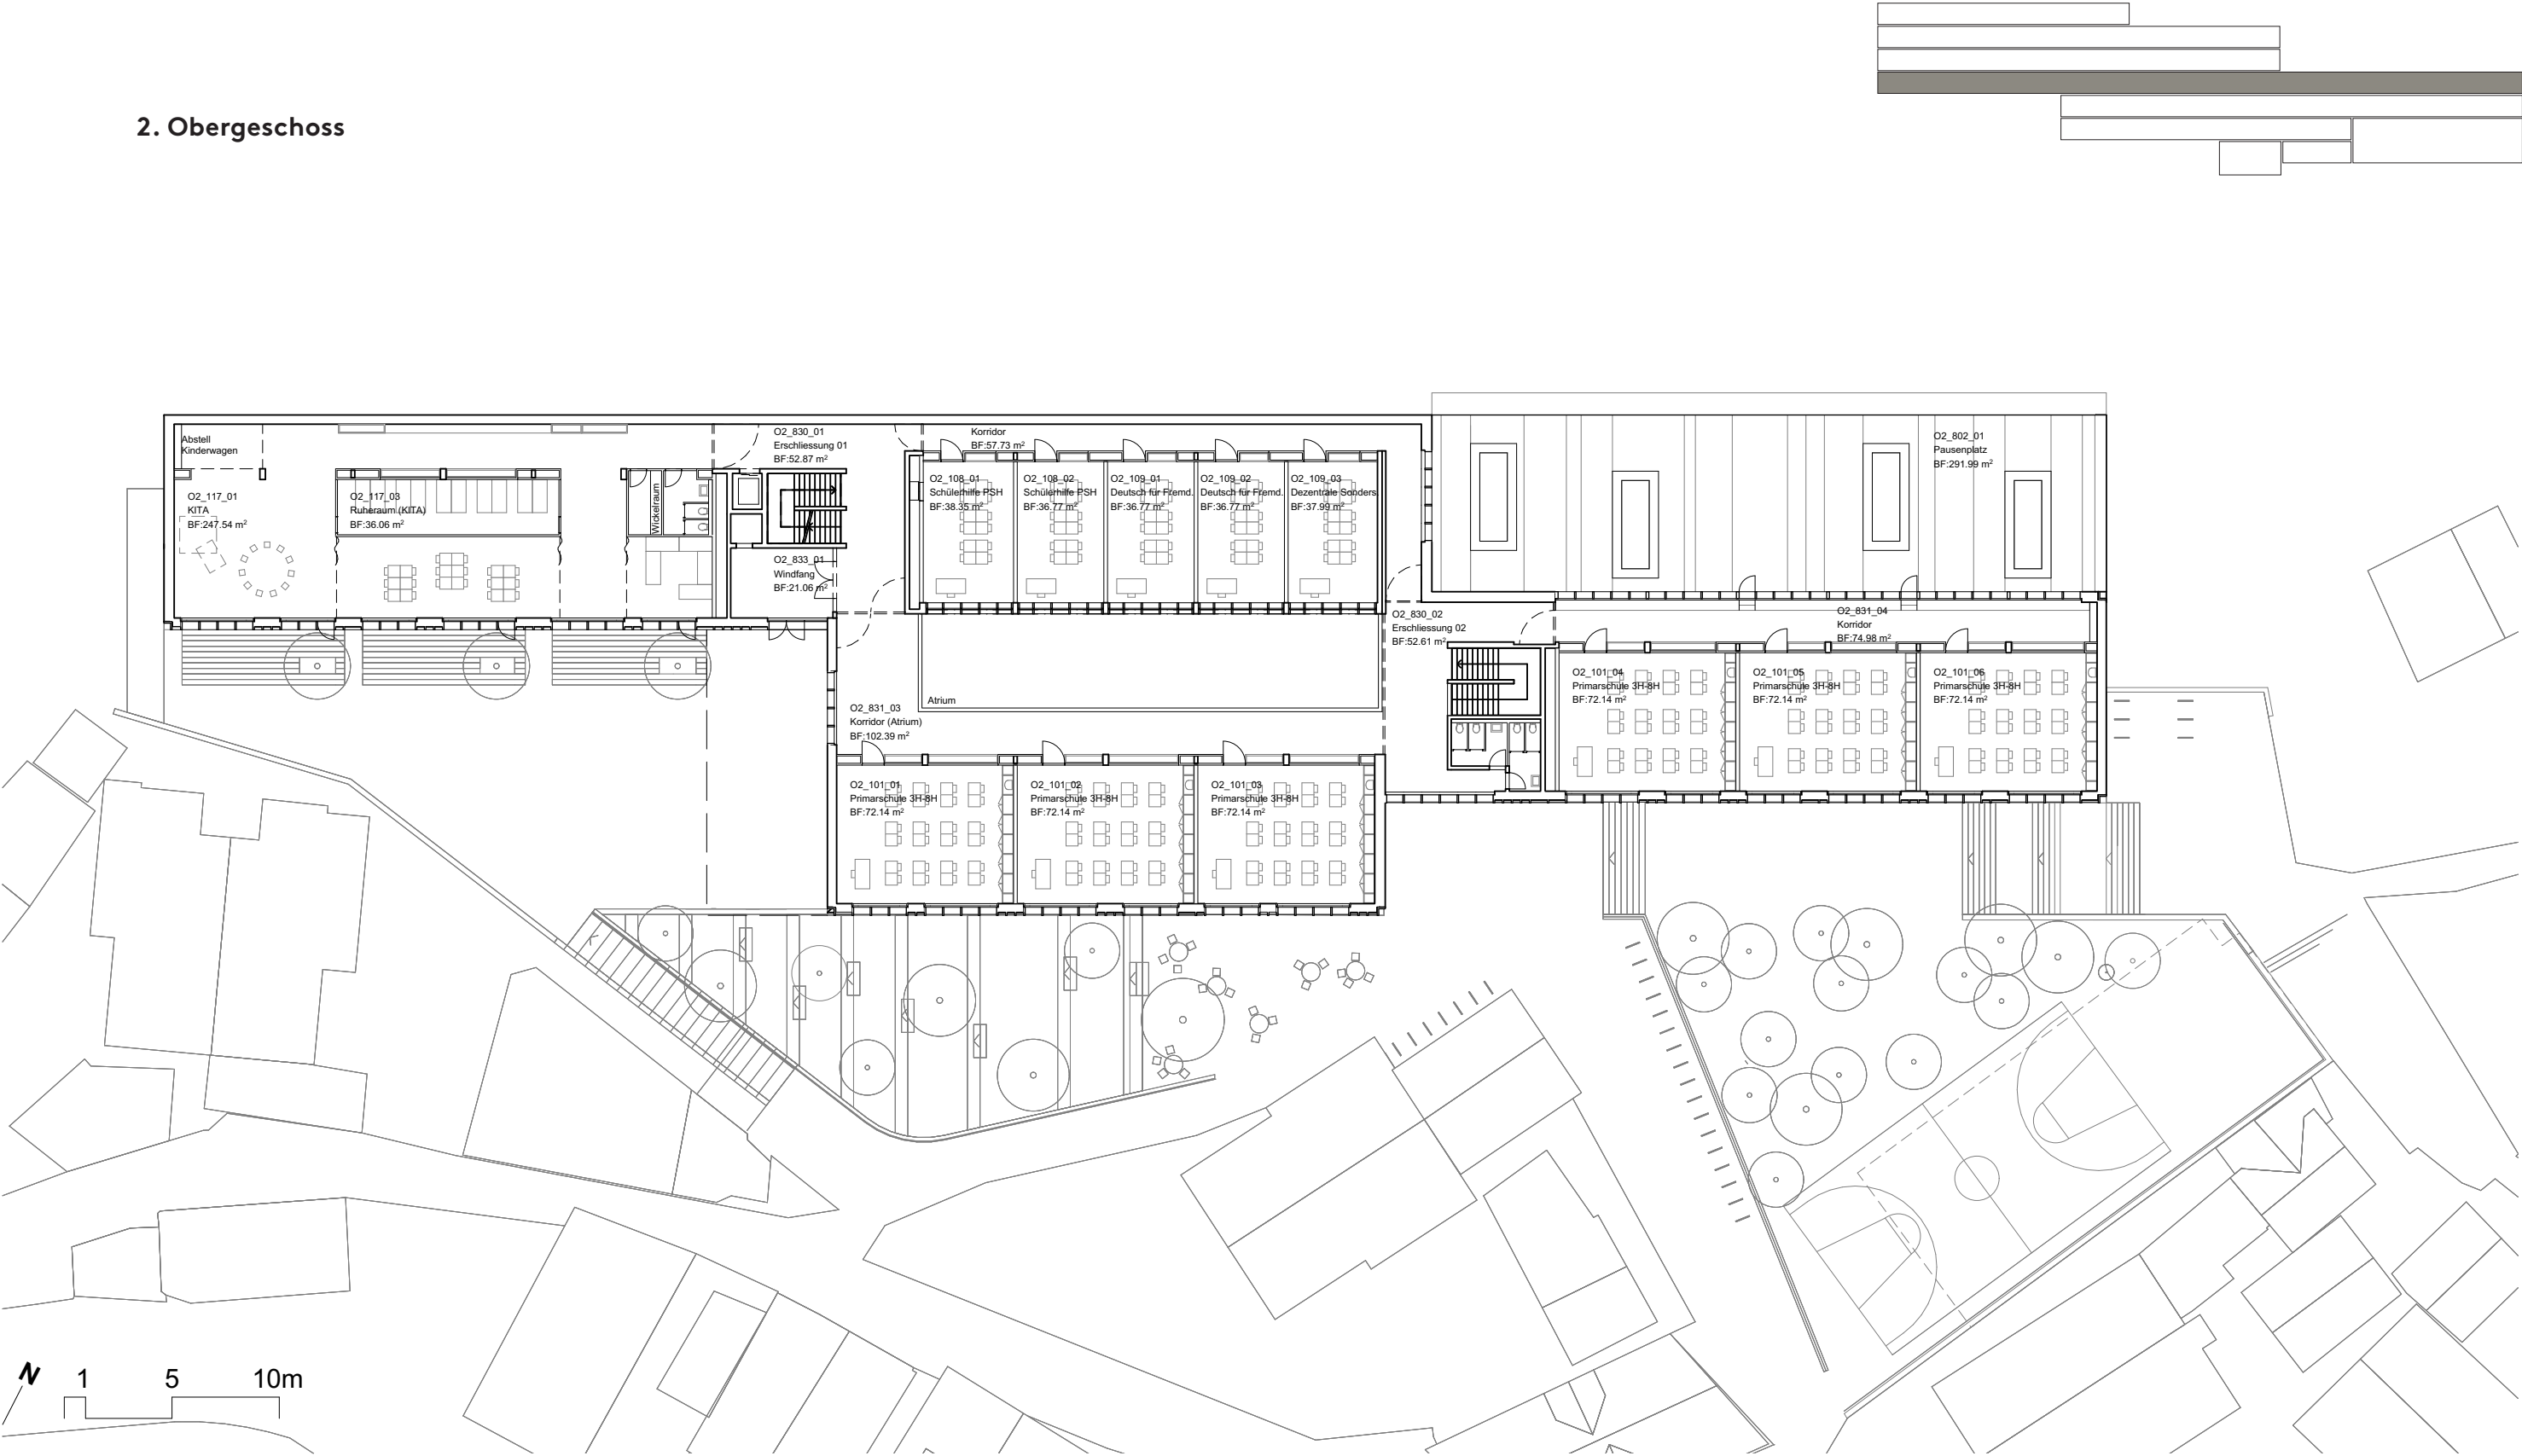 2. Obergeschoss
Abstell
Kinderwagen
O2_117_01
KITA
BF:247.54 m²
O2_117_03
Ruheraum (KITA)
BF:36.06 m²
Wickelraum
O2_830_01
Erschliessung 01
BF:52.87 m²
O2_833_01
Windfang
BF:21.06 m²
Korridor
BF:57.73 m²
O2_108_01
Schülerhilfe PSH
BF:38.35 m²
O2_108_02
Schülerhilfe PSH
BF:36.77 m²
O2_109_01
Deutsch für Fremd.
BF:36.77 m²
O2_109_02
Deutsch für Fremd.
BF:36.77 m²
O2_109_03
Dezentrale Sonders
BF:37.99 m²
O2_802_01
Pausenplatz
BF:291.99 m²
O2_830_02
Erschliessung 02
BF:52.61 m²
O2_831_04
Korridor
BF:74.98 m²
O2_101_04
Primarschule 3H-8H
BF:72.14 m²
O2_101_05
Primarschule 3H-8H
BF:72.14 m²
O2_101_06
Primarschule 3H-8H
BF:72.14 m²
Atrium
O2_831_03
Korridor (Atrium)
BF:102.39 m²
O2_101_01
Primarschule 3H-8H
BF:72.14 m²
O2_101_02
Primarschule 3H-8H
BF:72.14 m²
O2_101_03
Primarschule 3H-8H
BF:72.14 m²
N
1 5 10m